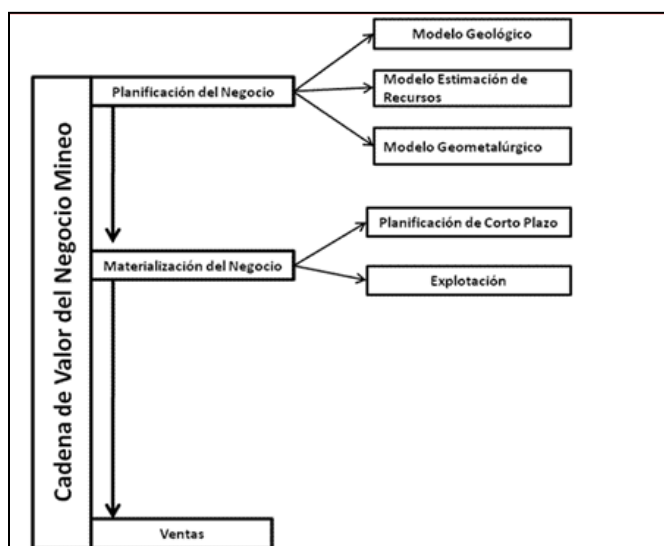 Cadena de Valor del Negocio Mineo
Planificación del Negocio
Modelo Geológico
Modelo Estimación de
Recursos
Modelo Geometalúrgico
Materialización del Negocio
Planificación de Corto Plazo
Explotación
Ventas